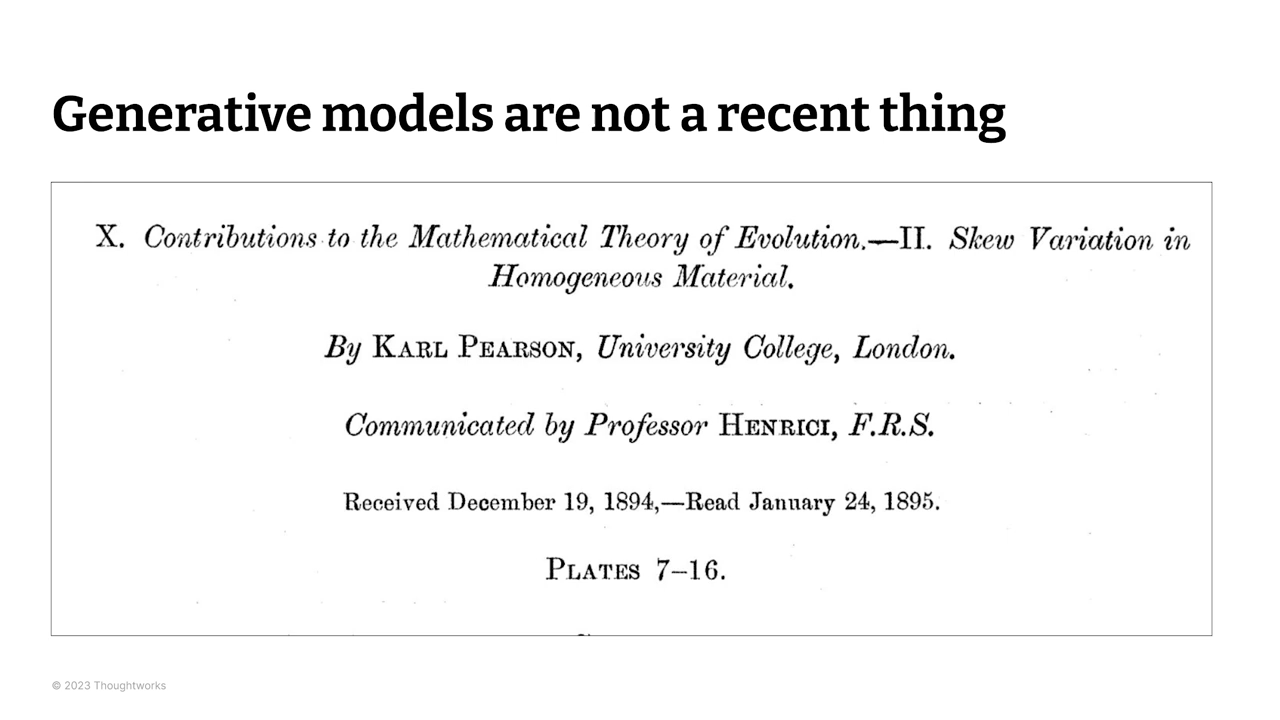 Generative models are not a recent thing
X. Contributions to the Mathematical Theory of Evolution.—II. Skew Variation in
Homogeneous Material.
By KARL PEARSON, University College, London.
Communicated by Professor HENRICI, F.R.S.
Received December 19, 1894,—Read January 24, 1895.
PLATES 7–16.
© 2023 Thoughtworks